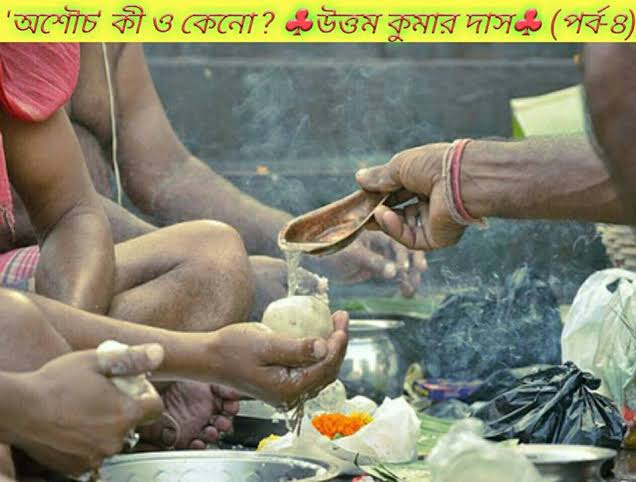 'অশৌচ' কী ও কেনো? ♣উত্তম কুমার দাস♣ (পর্ব-৪)